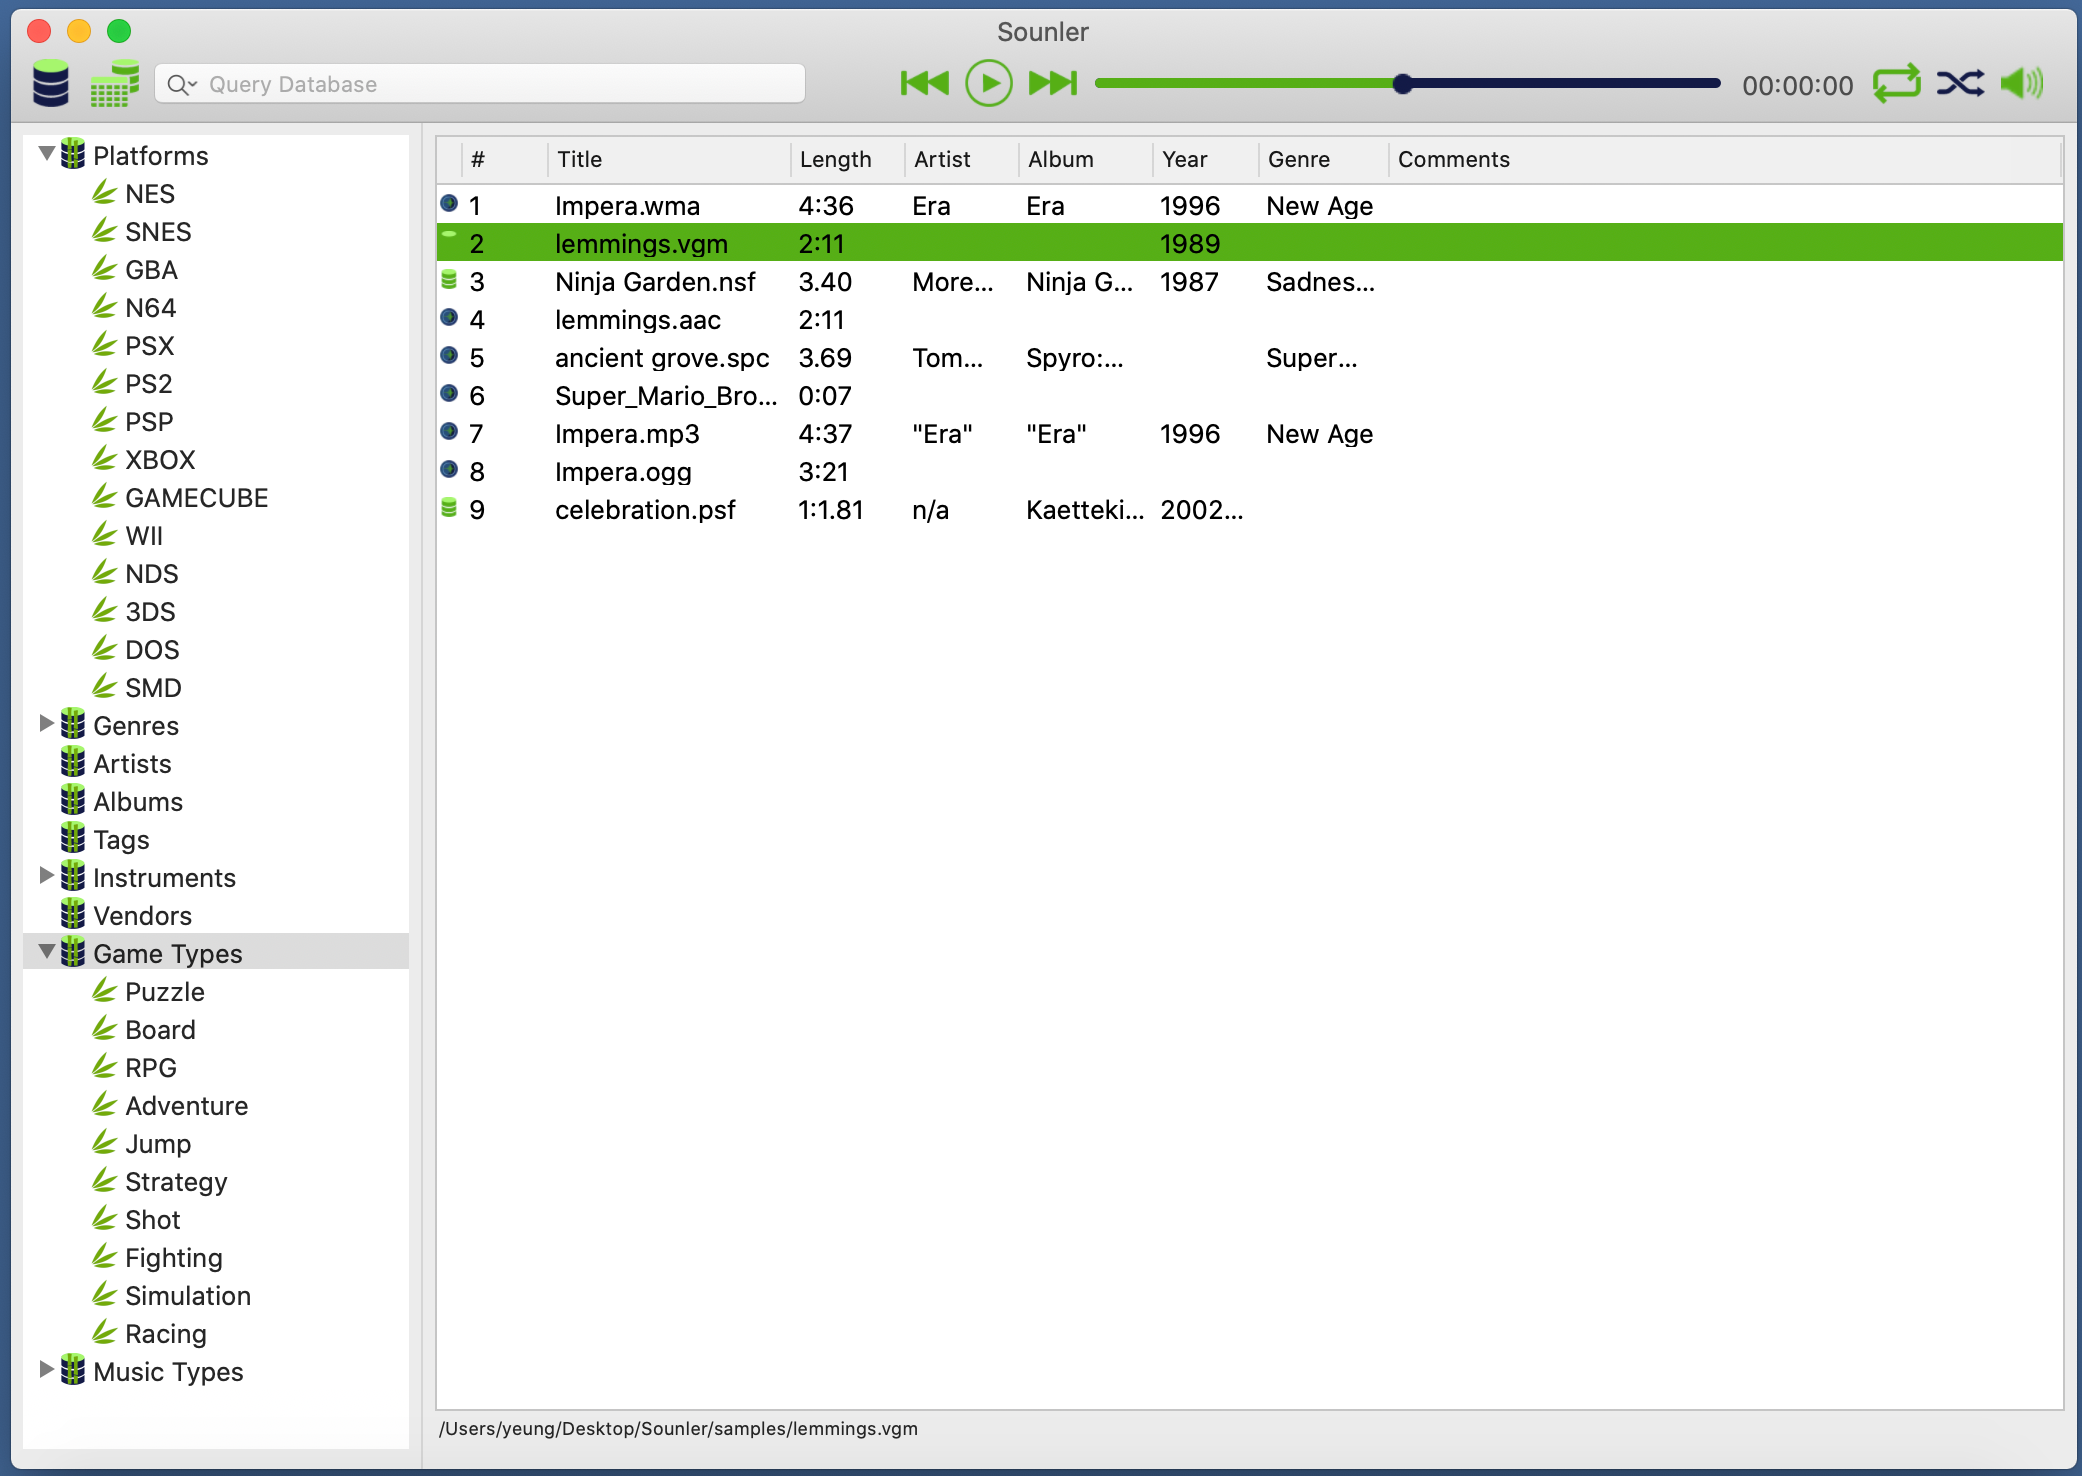 Sounler
Query Database
00:00:00
Platforms
NES
SNES
GBA
N64
PSX
PS2
PSP
XBOX
GAMECUBE
WII
NDS
3DS
DOS
SMD
Genres
Artists
Albums
Tags
Instruments
Vendors
Game Types
Puzzle
Board
RPG
Adventure
Jump
Strategy
Shot
Fighting
Simulation
Racing
Music Types
# Title Length Artist Album Year Genre Comments
1 Impera.wma 4:36 Era Era 1996 New Age
2 lemmings.vgm 2:11 1989
3 Ninja Garden.nsf 3.40 More... Ninja G... 1987 Sadnes...
4 lemmings.aac 2:11
5 ancient grove.spc 3.69 Tom... Spyro:... Super...
6 Super_Mario_Bro... 0:07
7 Impera.mp3 4:37 "Era" "Era" 1996 New Age
8 Impera.ogg 3:21
9 celebration.psf 1:1.81 n/a Kaetteki... 2002...
/Users/yeung/Desktop/Sounler/samples/lemmings.vgm